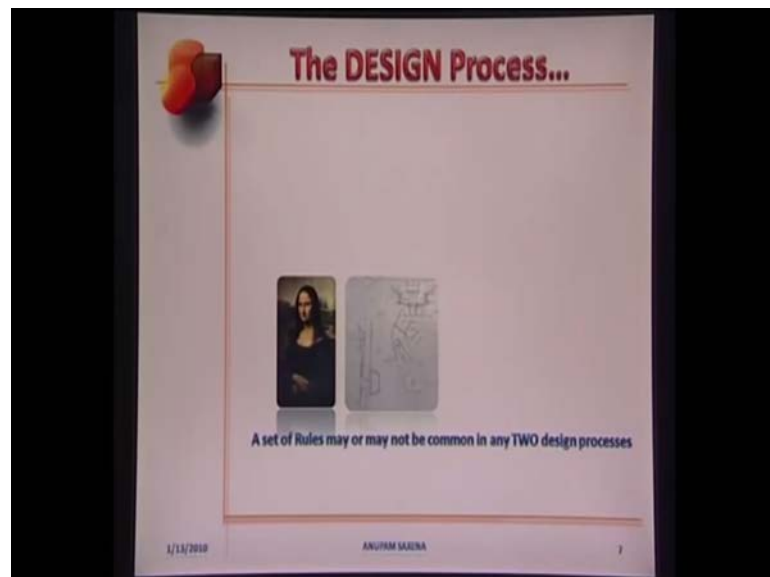 The DESIGN Process...
A set of Rules may or may not be common in any TWO design processes
1/13/2010
ANUPAM SAXENA
7